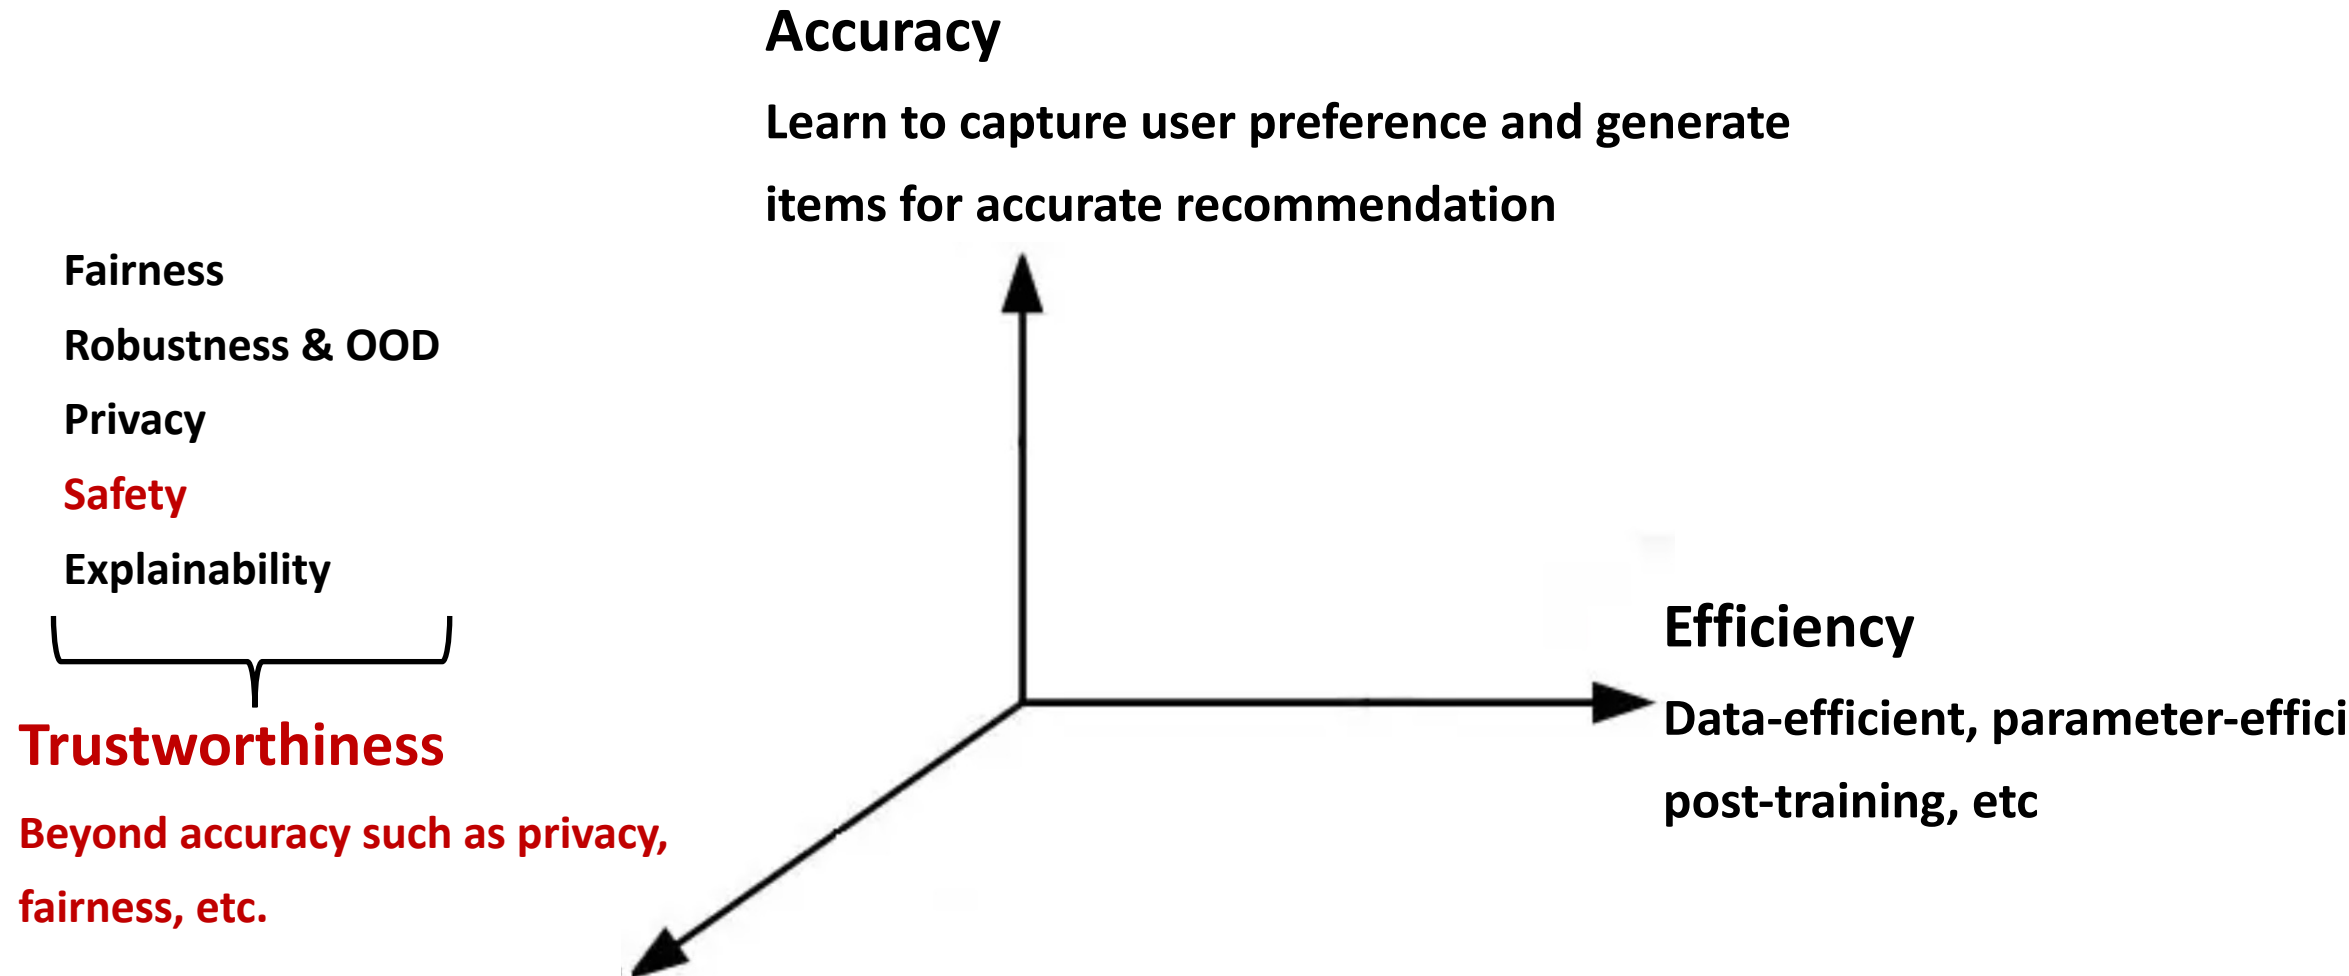 Accuracy
Learn to capture user preference and generate
items for accurate recommendation
Fairness
Robustness & OOD
Privacy
Safety
Explainability
Trustworthiness
Beyond accuracy such as privacy,
fairness, etc.
Efficiency
Data-efficient, parameter-effici
post-training, etc